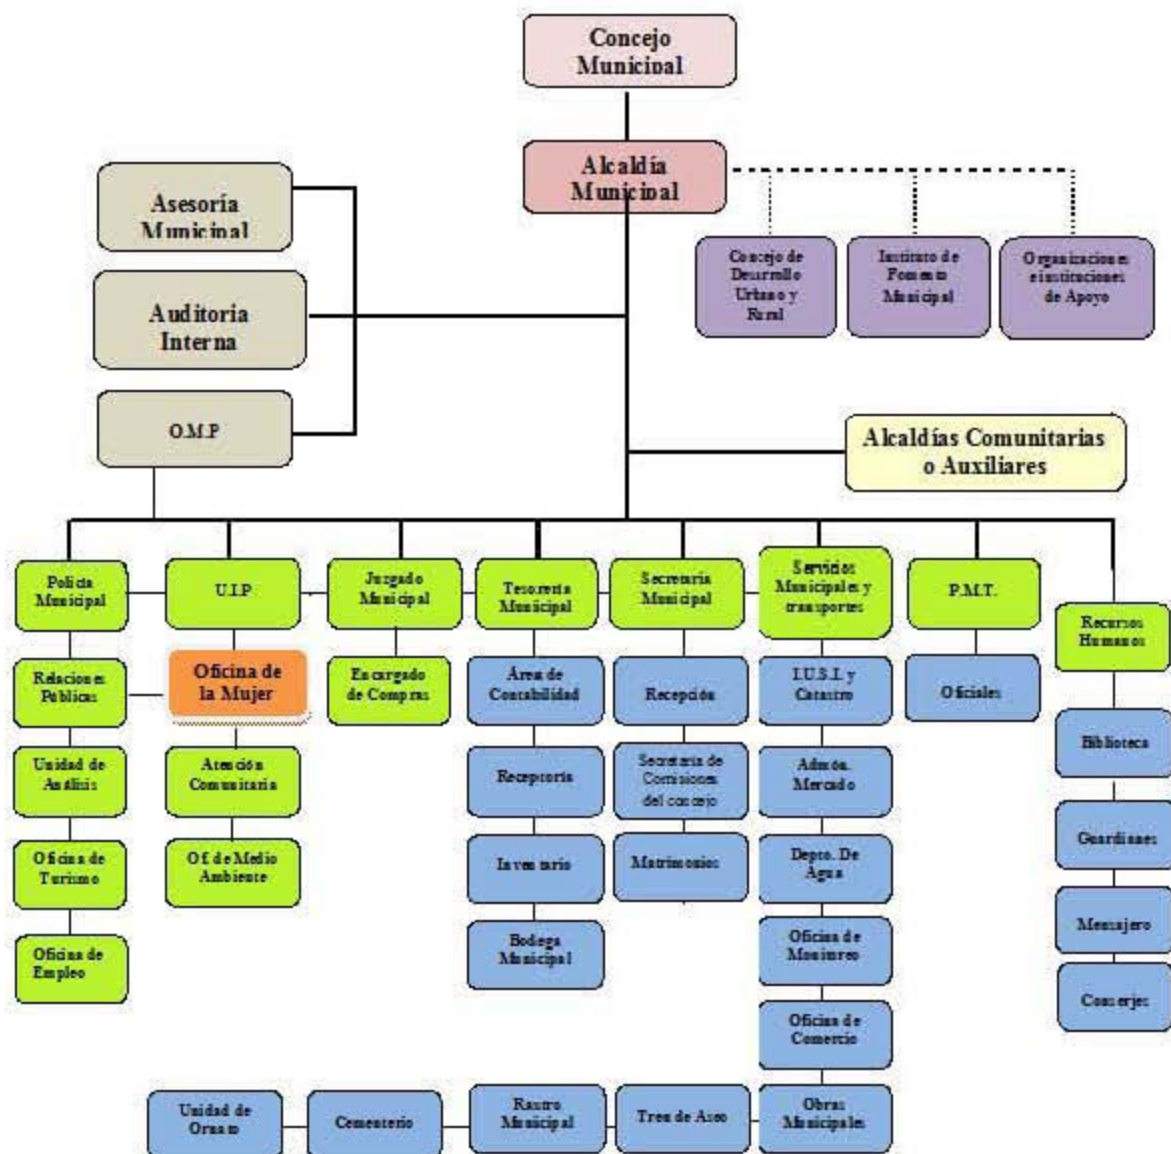 Concejo
Municipal
Alcaldía
Municipal
Asesoría
Municipal
Concejo de
Desarrollo
Urbano y
Rural
Instituto de
Fomento
Municipal
Organizaciones
e instituciones
de Apoyo
Auditoría
Interna
O.M.P
Alcaldías Comunitarias
o Auxiliares
Policía
Municipal
U.I.P.
Juzgado
Municipal
Tesorería
Municipal
Secretaría
Municipal
Servicios
Municipales y
transportes
P.M.T.
Recursos
Humanos
Relaciones
Públicas
Oficina de
la Mujer
Encargado
de Compras
Área de
Contabilidad
Recepción
I.U.S.I. y
Catastro
Oficiales
Biblioteca
Unidad de
Análisis
Atención
Comunitaria
Receptoría
Secretaría de
Comisiones
del concejo
Admón.
Mercado
Guardianes
Oficina de
Turismo
Of. de Medio
Ambiente
Inventario
Matrimonios
Depto. De
Agua
Mensajero
Oficina de
Empleo
Bodega
Municipal
Oficina de
Monitoreo
Conserjes
Oficina de
Comercio
Unidad de
Ornato
Cementerio
Rastro
Municipal
Tren de Aseo
Obras
Municipales